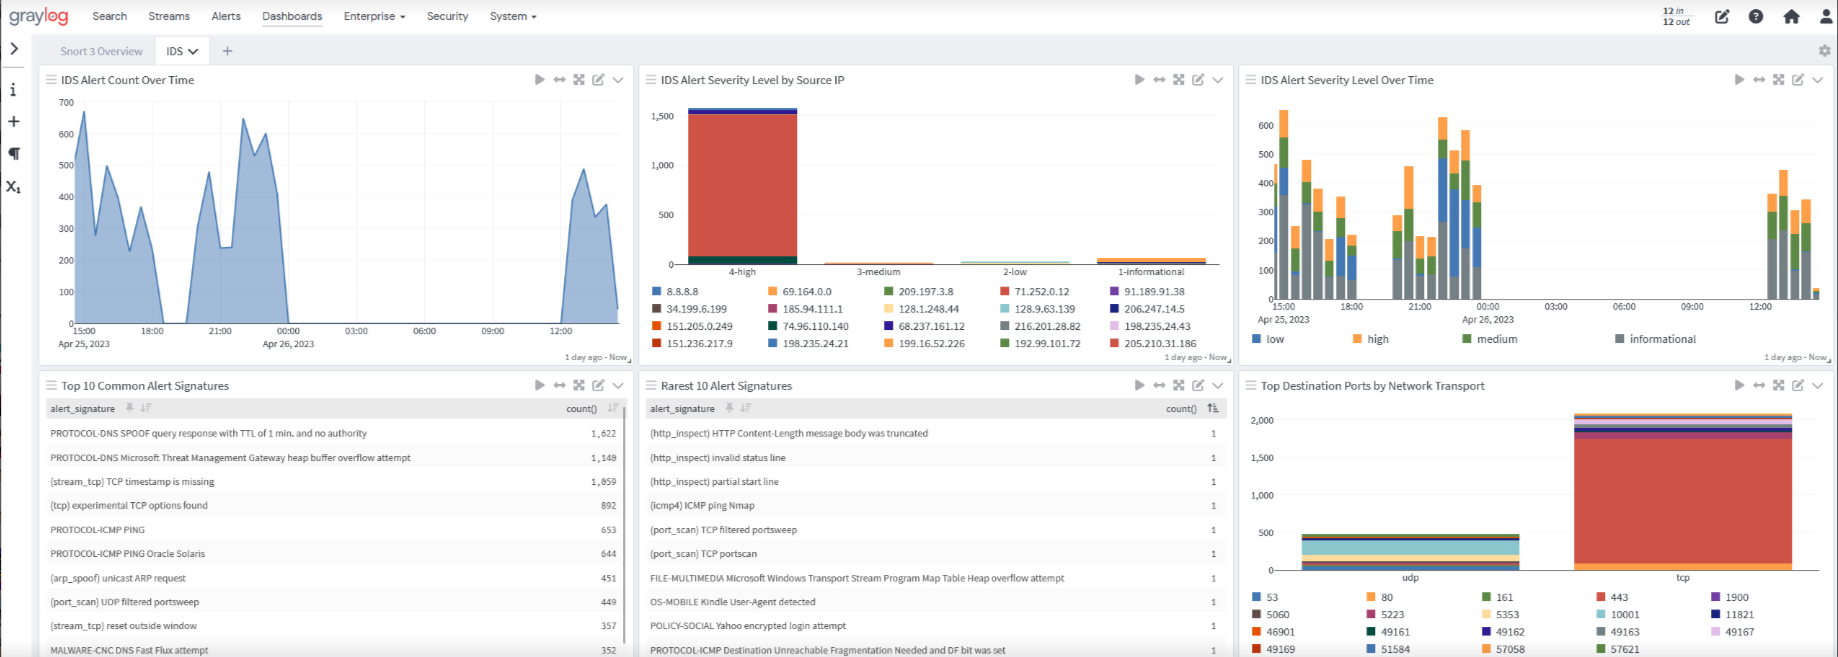 graylog Search Streams Alerts Dashboards Enterprise Security System 12 in
12 out
Snort 3 Overview IDS +
IDS Alert Count Over Time
700
600
500
400
300
200
100
0
15:00 18:00 21:00 00:00 03:00 06:00 09:00 12:00
Apr 25, 2023 Apr 26, 2023
1 day ago - Now
IDS Alert Severity Level by Source IP
1,500
1,000
500
0
4-high 3-medium 2-low 1-informational
8.8.8.8 69.164.0.0 209.197.3.8 71.252.0.12 91.189.91.38
34.199.6.199 185.94.111.1 128.1.248.44 128.9.63.139 206.247.14.5
151.205.0.249 74.96.110.140 68.237.161.12 216.201.28.82 198.235.24.43
151.236.217.9 198.235.24.21 199.16.52.226 192.99.101.72 205.210.31.186
1 day ago - Now
IDS Alert Severity Level Over Time
600
500
400
300
200
100
0
15:00 18:00 21:00 00:00 03:00 06:00 09:00 12:00
Apr 25, 2023 Apr 26, 2023
low high medium informational
1 day ago - Now
Top 10 Common Alert Signatures
alert_signature count()
PROTOCOL-DNS SPOOF query response with TTL of 1 min. and no authority 1,622
PROTOCOL-DNS Microsoft Threat Management Gateway heap buffer overflow attempt 1,140
(stream_tcp) TCP timestamp is missing 1,059
(tcp) experimental TCP options found 892
PROTOCOL-ICMP PING 653
PROTOCOL-ICMP PING Oracle Solaris 644
(arp_spoof) unicast ARP request 451
(port_scan) UDP filtered portsweep 449
(stream_tcp) reset outside window 357
MALWARE-CNC DNS Fast Flux attempt 352
Rarest 10 Alert Signatures
alert_signature count()
(http_inspect) HTTP Content-Length message body was truncated 1
(http_inspect) invalid status line 1
(http_inspect) partial start line 1
(icmp4) ICMP ping Nmap 1
(port_scan) TCP filtered portsweep 1
(port_scan) TCP portscan 1
FILE-MULTIMEDIA Microsoft Windows Transport Stream Program Map Table Heap overflow attempt 1
OS-MOBILE Kindle User-Agent detected 1
POLICY-SOCIAL Yahoo encrypted login attempt 1
PROTOCOL-ICMP Destination Unreachable Fragmentation Needed and DF bit was set 1
Top Destination Ports by Network Transport
2,000
1,500
1,000
500
0
udp tcp
53 80 161 443 1900
5060 5223 5353 10001 11821
46901 49161 49162 49163 49167
49169 51584 57058 57621